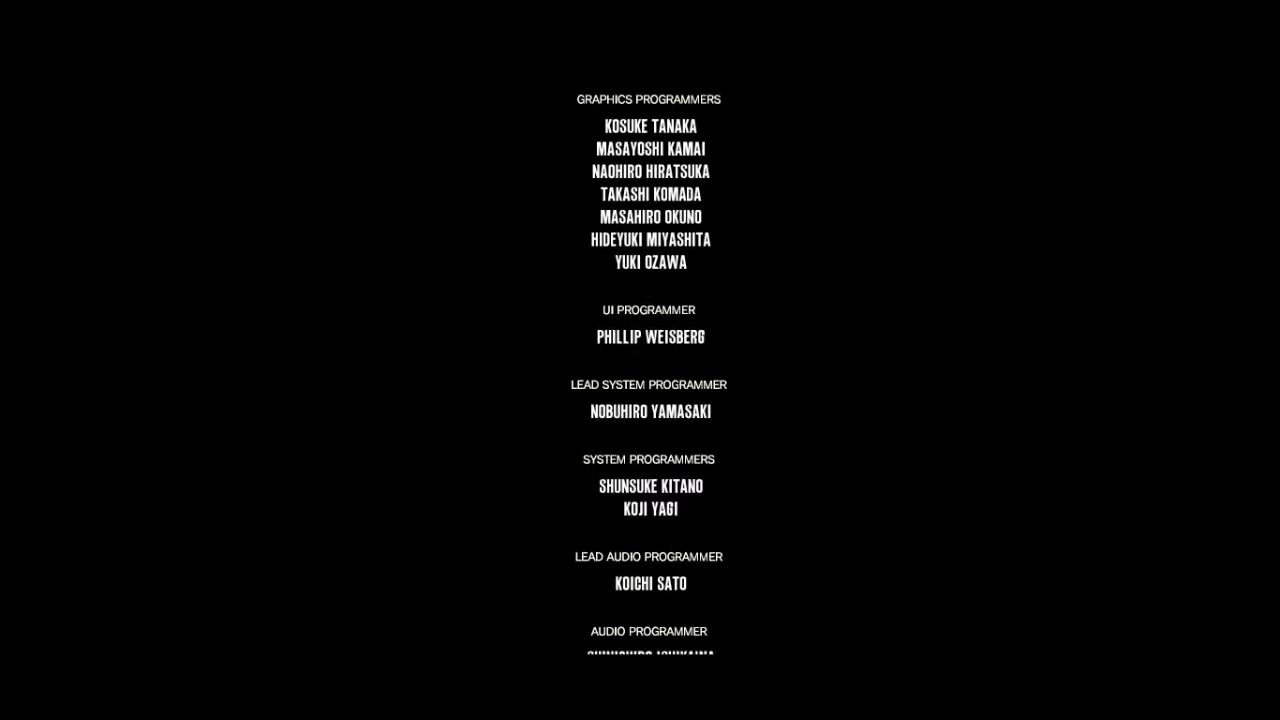 GRAPHICS PROGRAMMERS
KOSUKE TANAKA
MASAYOSHI KAMAI
NAOHIRO HIRATSUKA
TAKASHI KOMADA
MASAHIRO OKUNO
HIDEYUKI MIYASHITA
YUKI OZAWA
UI PROGRAMMER
PHILLIP WEISBERG
LEAD SYSTEM PROGRAMMER
NOBUHIRO YAMASAKI
SYSTEM PROGRAMMERS
SHUNSUKE KITANO
KOJI YAGI
LEAD AUDIO PROGRAMMER
KOICHI SATO
AUDIO PROGRAMMER